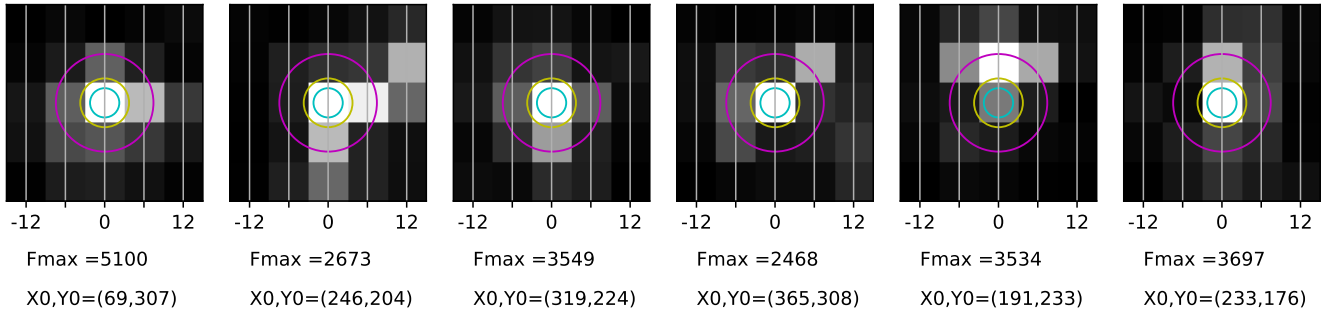 -12 0 12 -12 0 12 -12 0 12 -12 0 12 -12 0 12 -12 0 12
Fmax =5100 Fmax =2673 Fmax =3549 Fmax =2468 Fmax =3534 Fmax =3697
X0,Y0=(69,307) X0,Y0=(246,204) X0,Y0=(319,224) X0,Y0=(365,308) X0,Y0=(191,233) X0,Y0=(233,176)